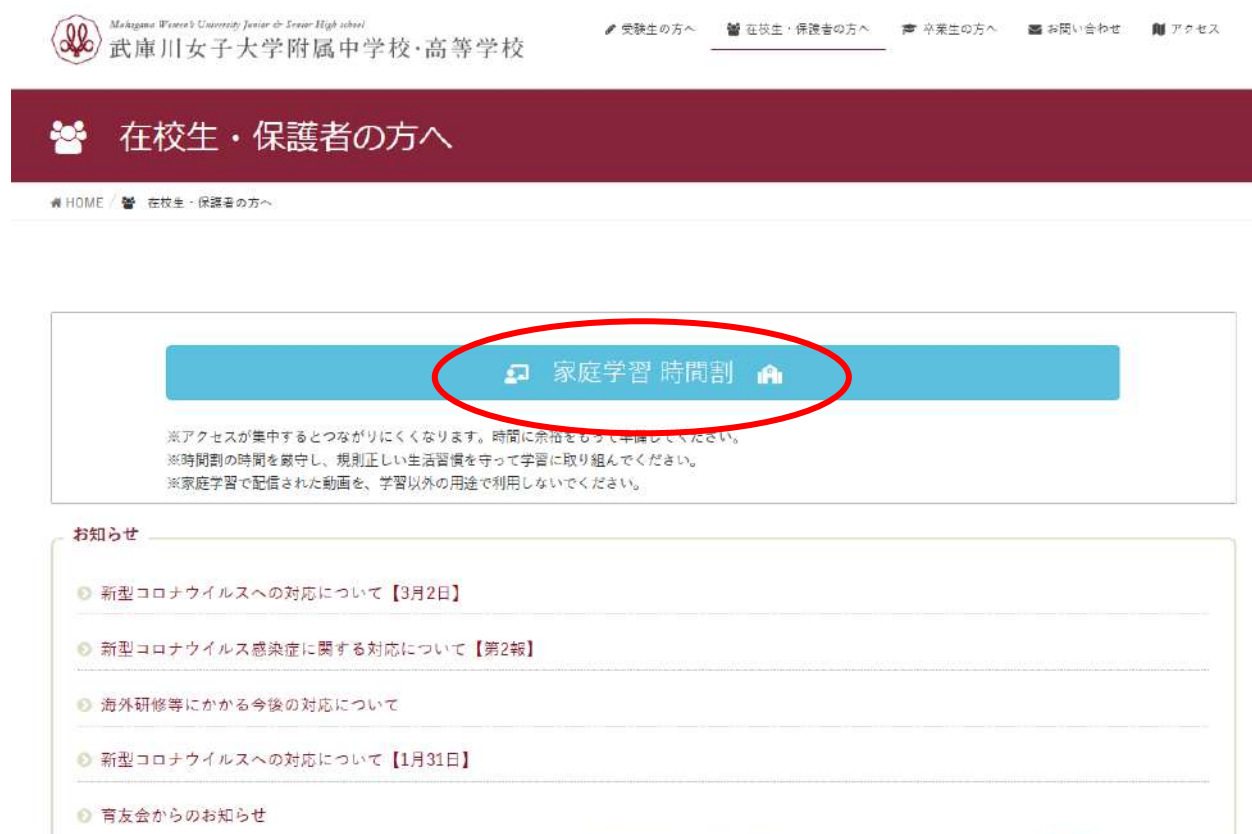 Mukogawa Women's University Junior & Senior High school
武庫川女子大学附属中学校·高等学校
受験生の方へ 在校生・保護者の方へ 卒業生の方へ お問い合わせ アクセス
在校生・保護者の方へ
HOME / 在校生・保護者の方へ
家庭学習 時間割
※アクセスが集中するとつながりにくくなります。時間に余裕をもって準備してください。
※時間割の時間を厳守し、規則正しい生活習慣を守って学習に取り組んでください。
※家庭学習で配信された動画を、学習以外の用途で利用しないでください。
お知らせ
新型コロナウイルスへの対応について【3月2日】
新型コロナウイルス感染症に関する対応について【第2報】
海外研修等にかかる今後の対応について
新型コロナウイルスへの対応について【1月31日】
育友会からのお知らせ